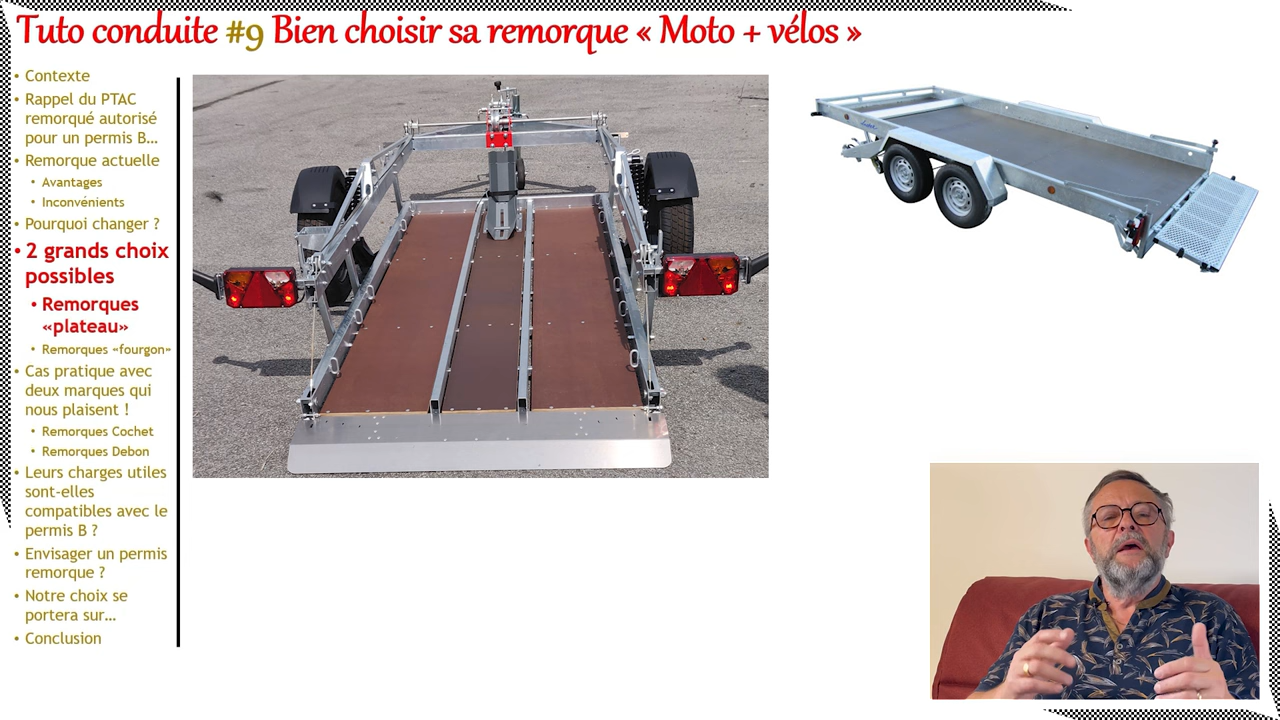 Tuto conduite #9 Bien choisir sa remorque « Moto + vélos »
• Contexte
• Rappel du PTAC
remorqué autorisé
pour un permis B…
• Remorque actuelle
• Avantages
• Inconvénients
• Pourquoi changer ?
• 2 grands choix
possibles
• Remorques
«plateau»
• Remorques «fourgon»
• Cas pratique avec
deux marques qui
nous plaisent !
• Remorques Cochet
• Remorques Debon
• Leurs charges utiles
sont-elles
compatibles avec le
permis B ?
• Envisager un permis
remorque ?
• Notre choix se
portera sur…
• Conclusion